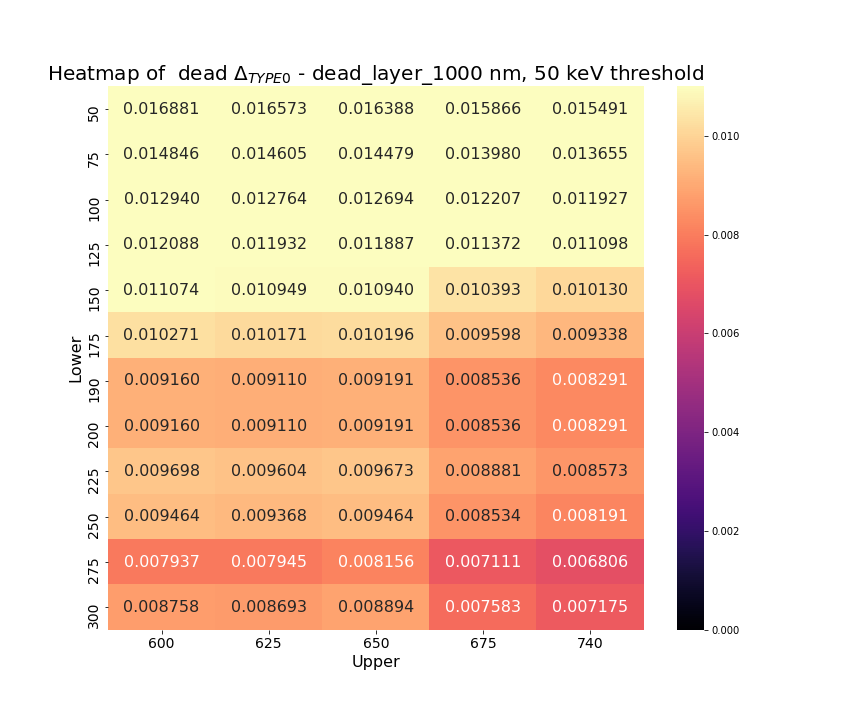 Heatmap of  dead Δ_TYPE0 - dead_layer_1000 nm, 50 keV threshold
50 0.016881 0.016573 0.016388 0.015866 0.015491
75 0.014846 0.014605 0.014479 0.013980 0.013655
100 0.012940 0.012764 0.012694 0.012207 0.011927
125 0.012088 0.011932 0.011887 0.011372 0.011098
150 0.011074 0.010949 0.010940 0.010393 0.010130
175 0.010271 0.010171 0.010196 0.009598 0.009338
190 0.009160 0.009110 0.009191 0.008536 0.008291
200 0.009160 0.009110 0.009191 0.008536 0.008291
225 0.009698 0.009604 0.009673 0.008881 0.008573
250 0.009464 0.009368 0.009464 0.008534 0.008191
275 0.007937 0.007945 0.008156 0.007111 0.006806
300 0.008758 0.008693 0.008894 0.007583 0.007175
Lower
600 625 650 675 740
Upper
0.010
0.008
0.006
0.004
0.002
0.000